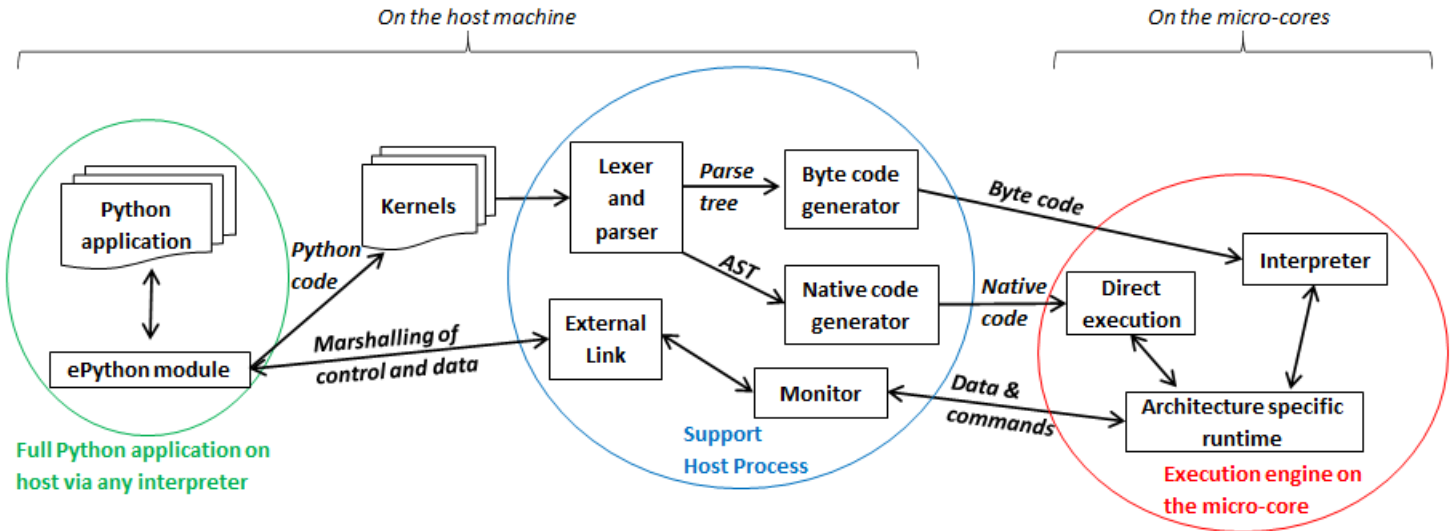 On the host machine
On the micro-cores
Python
application
ePython module
Full Python application on
host via any interpreter
Python
code
Kernels
Marshalling of
control and data
Lexer
and
parser
Parse
tree
AST
Byte code
generator
Native code
generator
External
Link
Monitor
Support
Host Process
Byte code
Native
code
Data &
commands
Interpreter
Direct
execution
Architecture specific
runtime
Execution engine on
the micro-core